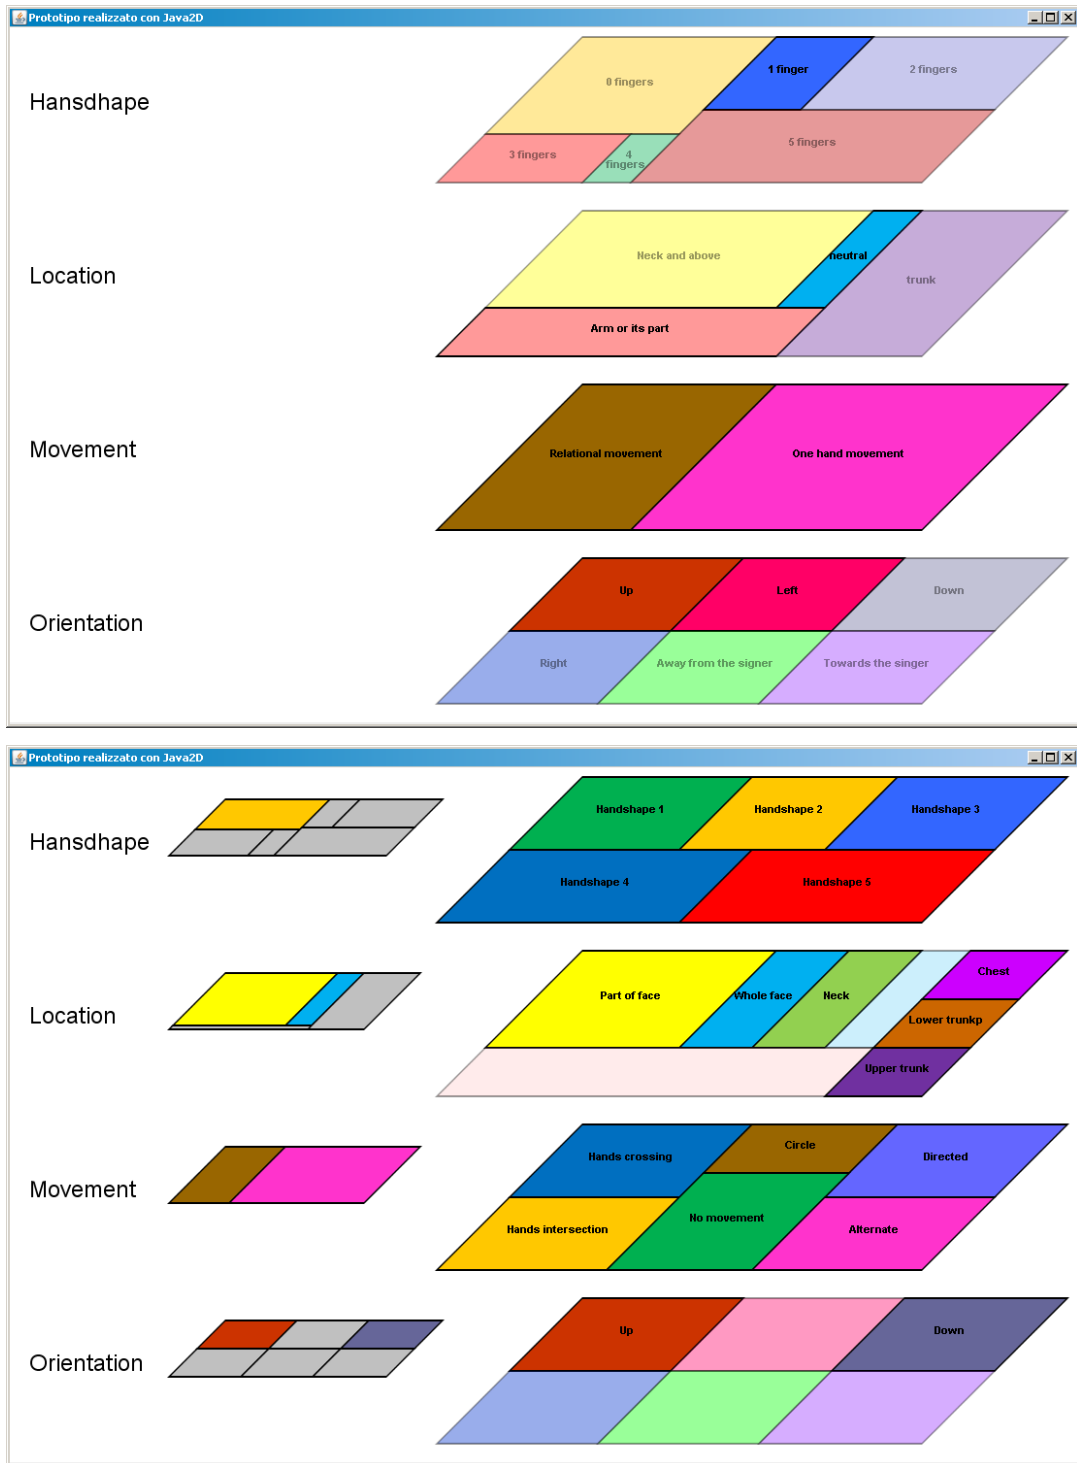 Prototipo realizzato con Java2D
Hansdhape
0 fingers
1 finger
2 fingers
3 fingers
4
fingers
5 fingers
Location
Neck and above
neutral
trunk
Arm or its part
Movement
Relational movement
One hand movement
Orientation
Up
Left
Down
Right
Away from the signer
Towards the singer
Prototipo realizzato con Java2D
Hansdhape
Handshape 1
Handshape 2
Handshape 3
Handshape 4
Handshape 5
Location
Part of face
Whole face
Neck
Chest
Lower trunkp
Upper trunk
Movement
Hands crossing
Circle
Directed
Hands intersection
No movement
Alternate
Orientation
Up
Down